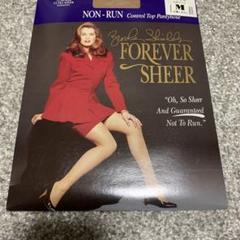 NON-RUN Control Top Pantyhose
M
FOREVER
SHEER
"Oh, So Sheer
And Guaranteed
Not To Run."